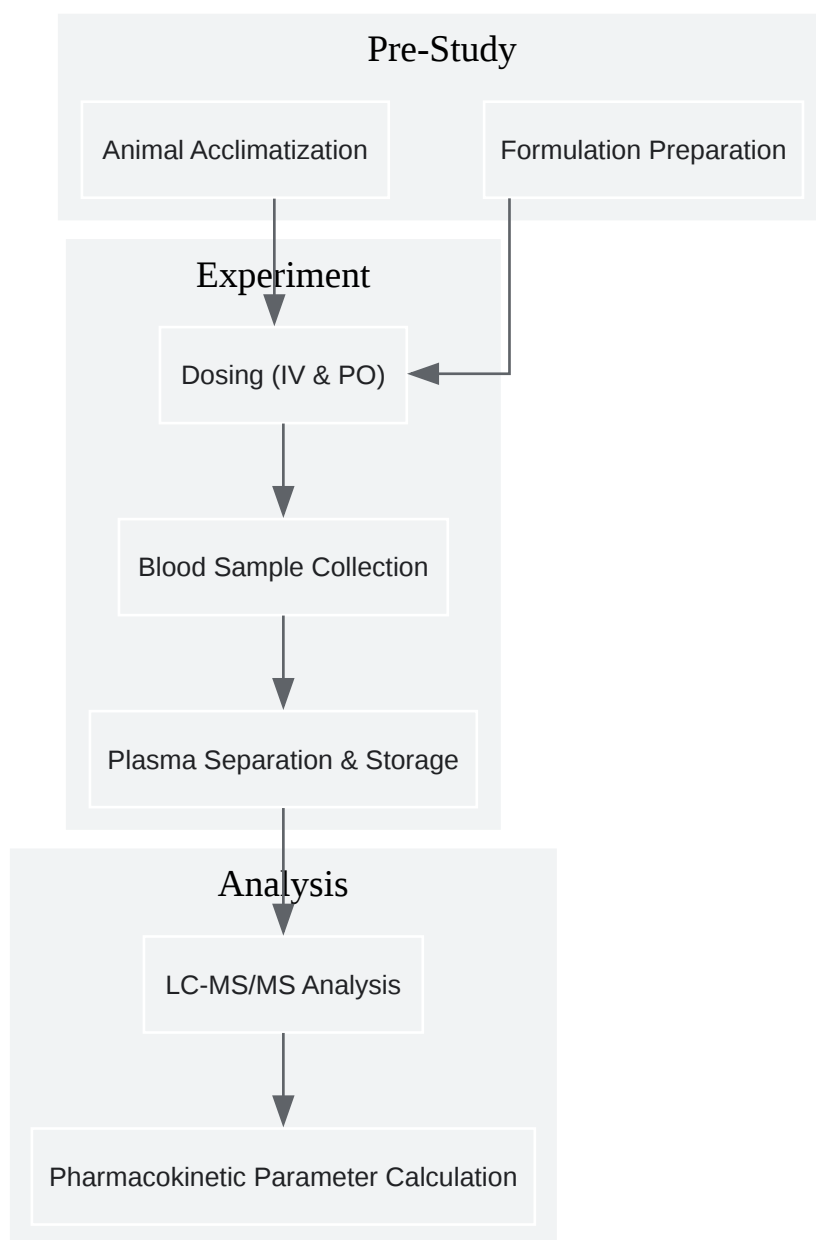 Pre-Study
Animal Acclimatization
Formulation Preparation
Experiment
Dosing (IV & PO)
Blood Sample Collection
Plasma Separation & Storage
Analysis
LC-MS/MS Analysis
Pharmacokinetic Parameter Calculation